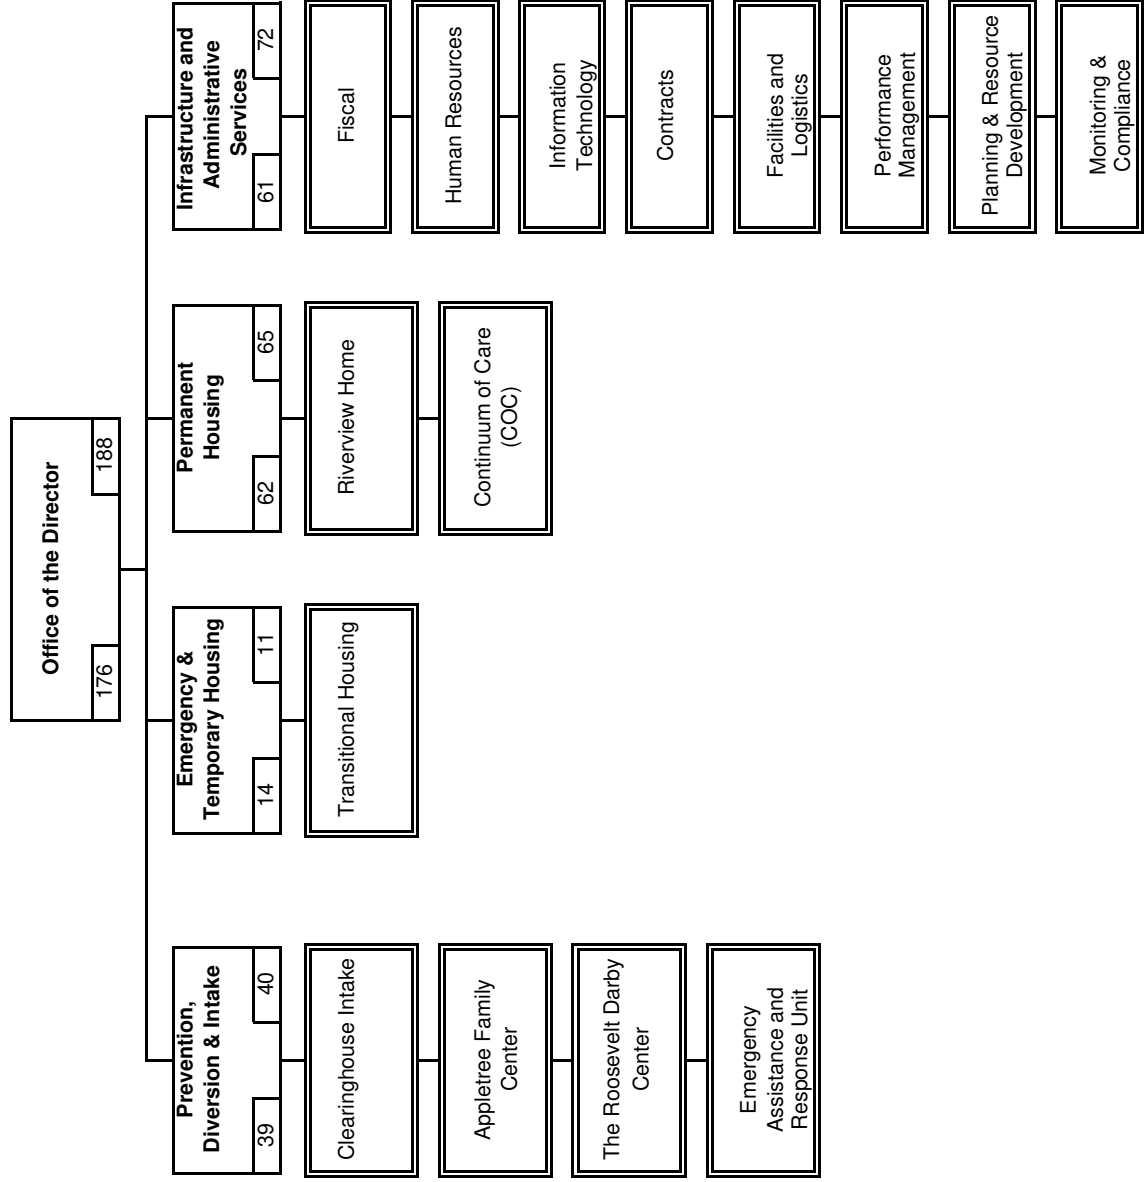 Office of the Director
176
188
Prevention,
Diversion & Intake
39
40
Clearinghouse Intake
Appletree Family
Center
The Roosevelt Darby
Center
Emergency
Assistance and
Response Unit
Emergency &
Temporary Housing
14
11
Transitional Housing
Permanent
Housing
62
65
Riverview Home
Continuum of Care
(COC)
Infrastructure and
Administrative
Services
61
72
Fiscal
Human Resources
Information
Technology
Contracts
Facilities and
Logistics
Performance
Management
Planning & Resource
Development
Monitoring &
Compliance